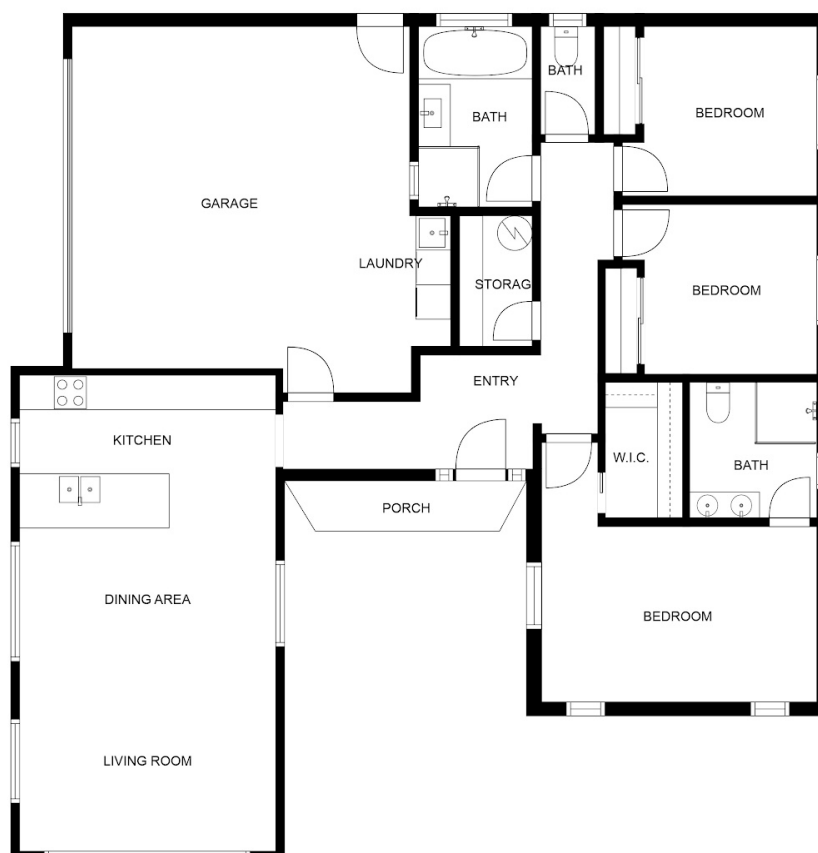 BATH
BEDROOM
BATH
GARAGE
LAUNDRY
STORAG
BEDROOM
ENTRY
KITCHEN
W.I.C.
BATH
PORCH
DINING AREA
BEDROOM
LIVING ROOM